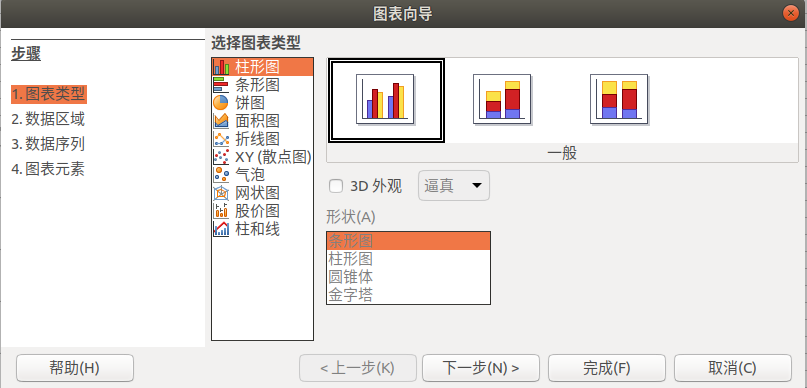 图表向导
步骤
1. 图表类型
2. 数据区域
3. 数据序列
4. 图表元素
选择图表类型
柱形图
条形图
饼图
面积图
折线图
XY (散点图)
气泡
网状图
股价图
柱和线
一般
3D 外观
逼真
形状(A)
条形图
柱形图
圆锥体
金字塔
帮助(H)
< 上一步(K)
下一步(N) >
完成(F)
取消(C)